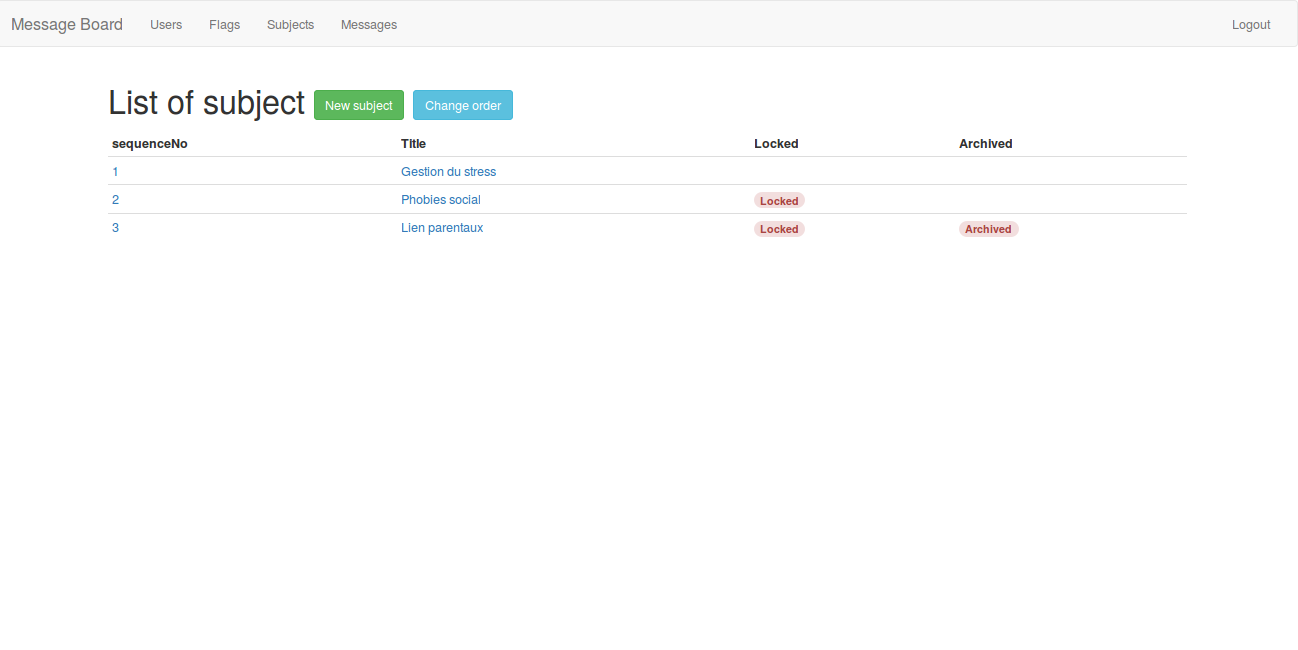 Message Board Users Flags Subjects Messages Logout
List of subject New subject Change order
sequenceNo Title Locked Archived
1 Gestion du stress
2 Phobies social Locked
3 Lien parentaux Locked Archived